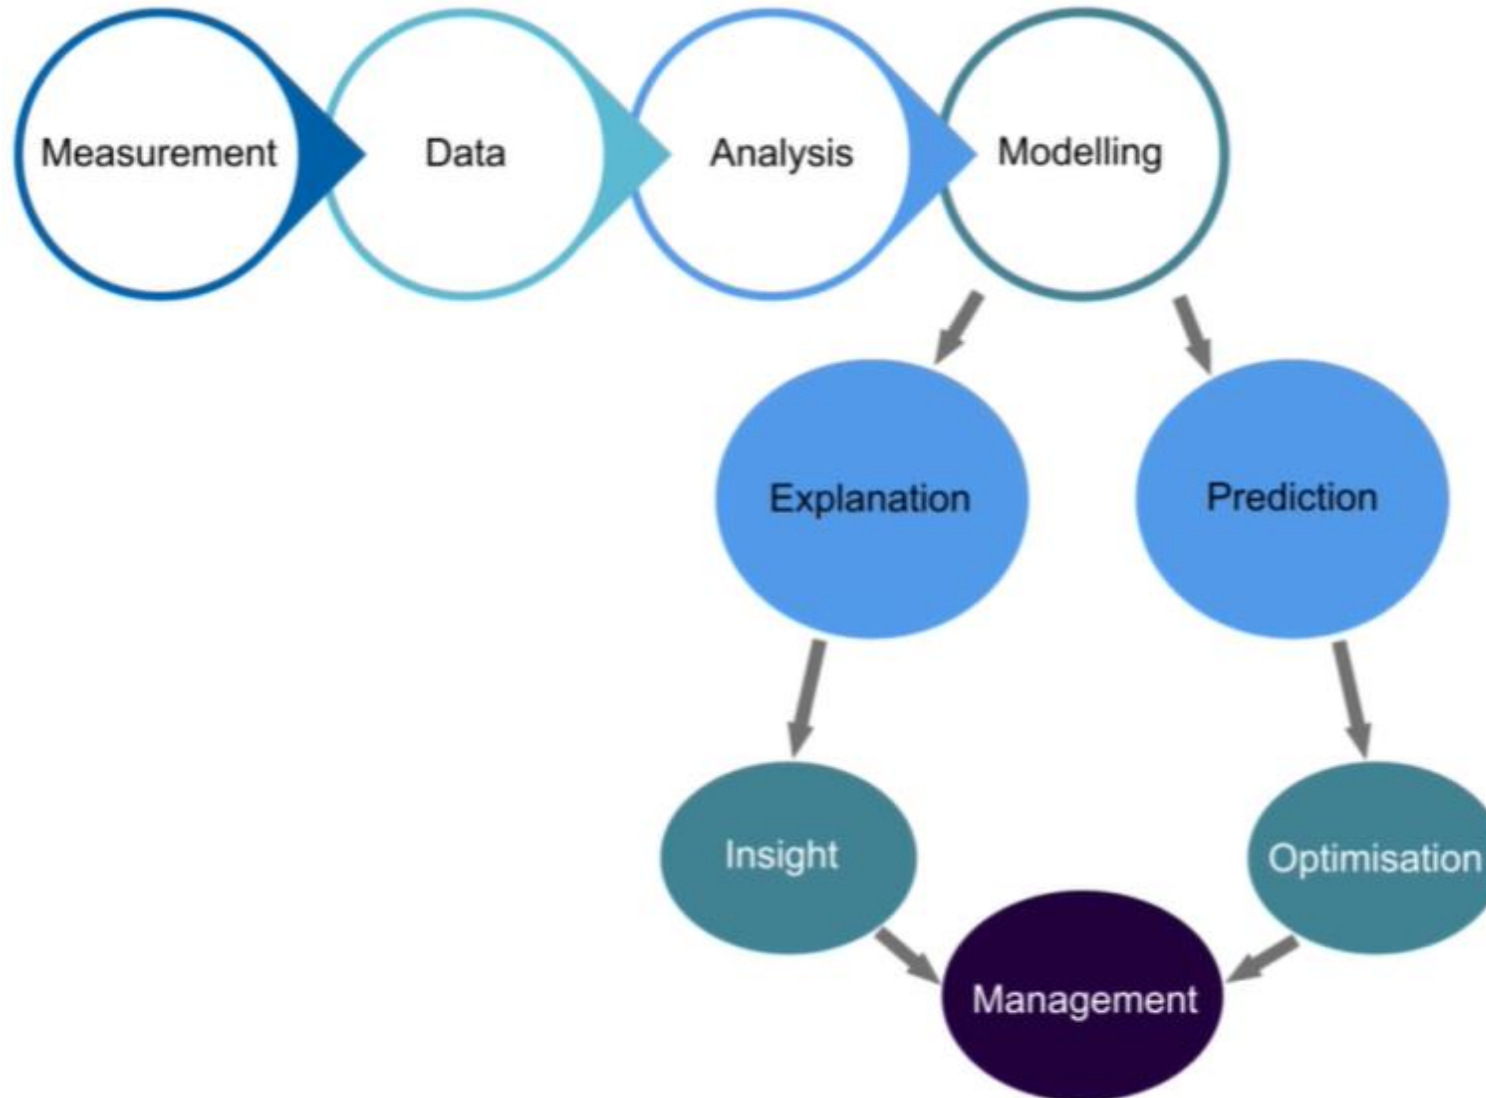 Measurement
Data
Analysis
Modelling
Explanation
Prediction
Insight
Optimisation
Management